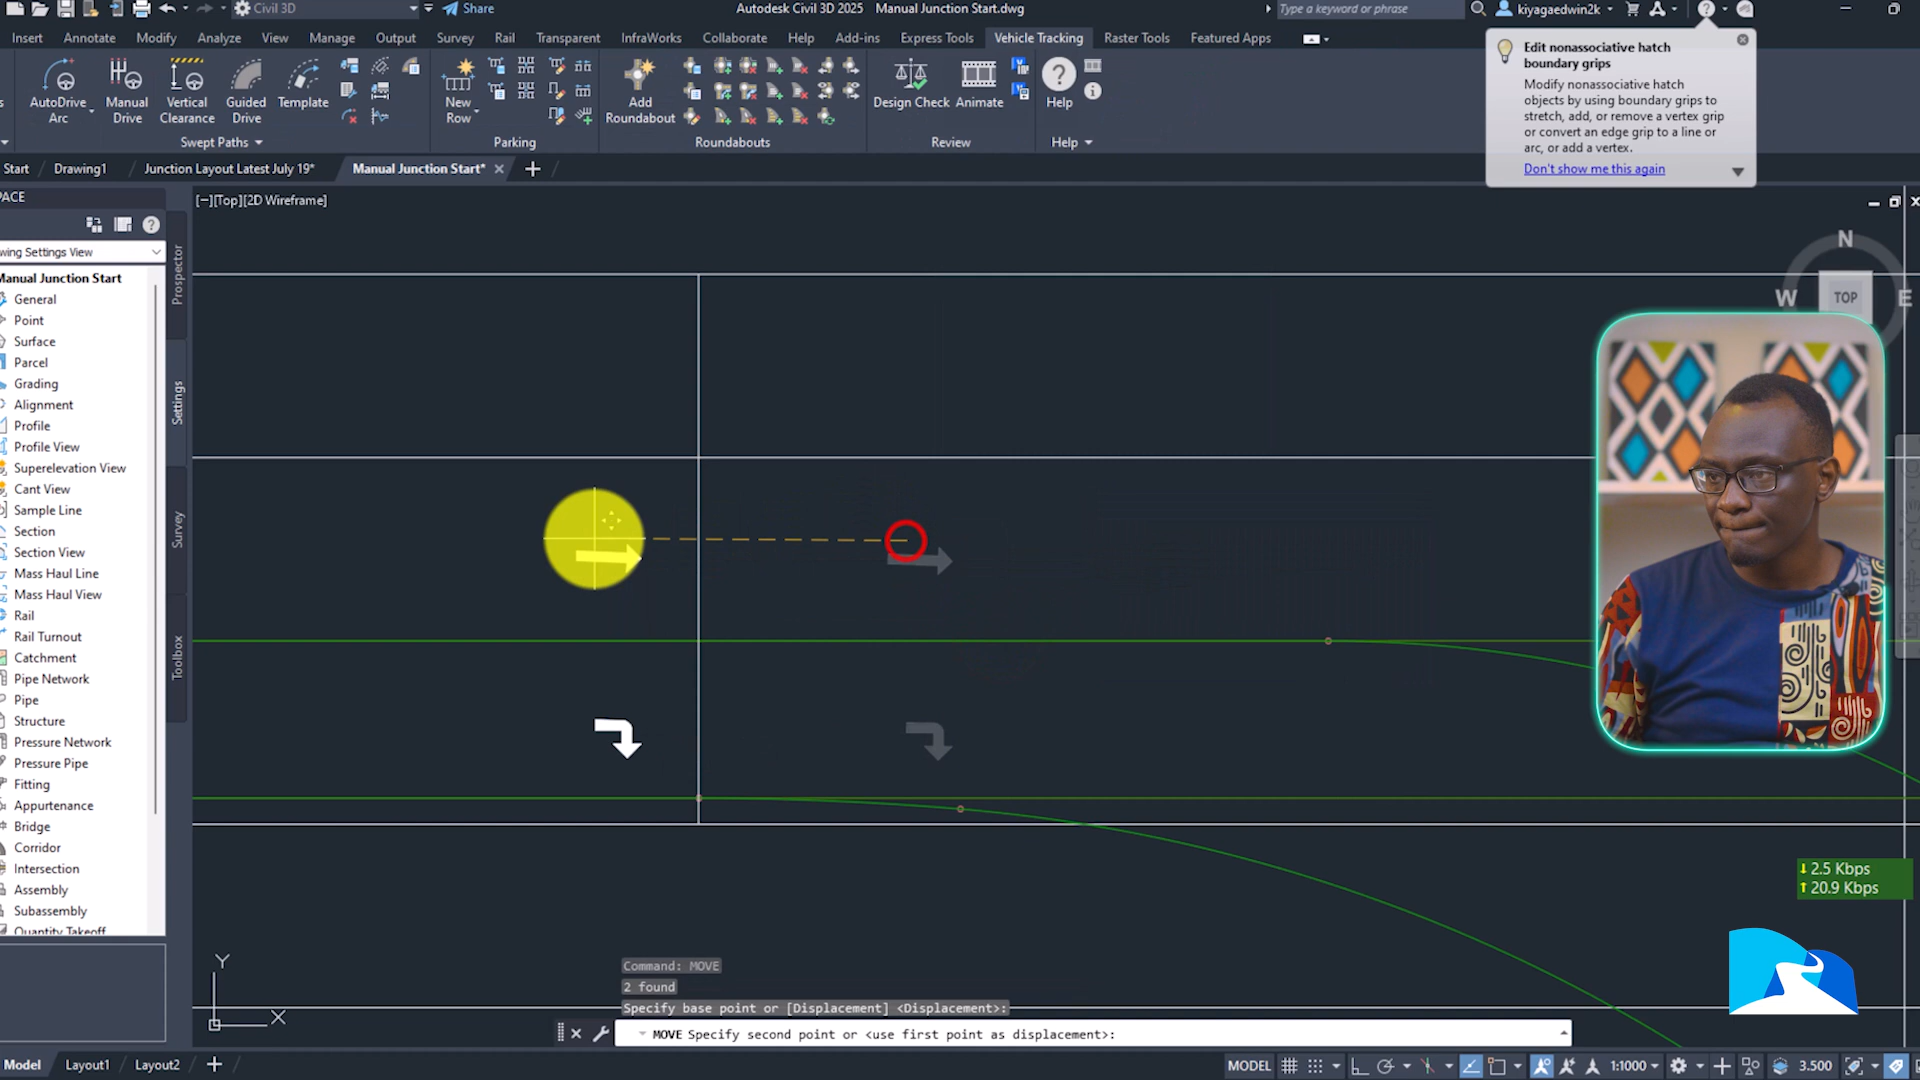 Civil 3D
Share
Autodesk Civil 3D 2025 Manual Junction Start.dwg
Type a keyword or phrase
kiyagaedwin2k
Insert Annotate Modify Analyze View Manage Output Survey Rail Transparent InfraWorks Collaborate Help Add-ins Express Tools Vehicle Tracking Raster Tools Featured Apps
AutoDrive Arc
Manual Drive
Vertical Clearance
Guided Drive
Template
New Row
Add Roundabout
Design Check
Animate
Help
Swept Paths
Parking
Roundabouts
Review
Help
Edit nonassociative hatch
boundary grips
Modify nonassociative hatch
objects by using boundary grips to
stretch, add, or remove a vertex grip
or convert an edge grip to a line or
arc, or add a vertex.
Don't show me this again
Start
Drawing1
Junction Layout Latest July 19*
Manual Junction Start*
PACE
wing Settings View
Manual Junction Start
General
Point
Surface
Parcel
Grading
Alignment
Profile
Profile View
Superelevation View
Cant View
Sample Line
Section
Section View
Mass Haul Line
Mass Haul View
Rail
Rail Turnout
Catchment
Pipe Network
Pipe
Structure
Pressure Network
Pressure Pipe
Fitting
Appurtenance
Bridge
Corridor
Intersection
Assembly
Subassembly
Quantity Takeoff
Prospector
Settings
Survey
Toolbox
[−][Top][2D Wireframe]
N
W
TOP
E
2.5 Kbps
20.9 Kbps
Y
X
Command: MOVE
2 found
Specify base point or [Displacement] <Displacement>:
MOVE Specify second point or <use first point as displacement>:
Model Layout1 Layout2
MODEL
1:1000
3.500